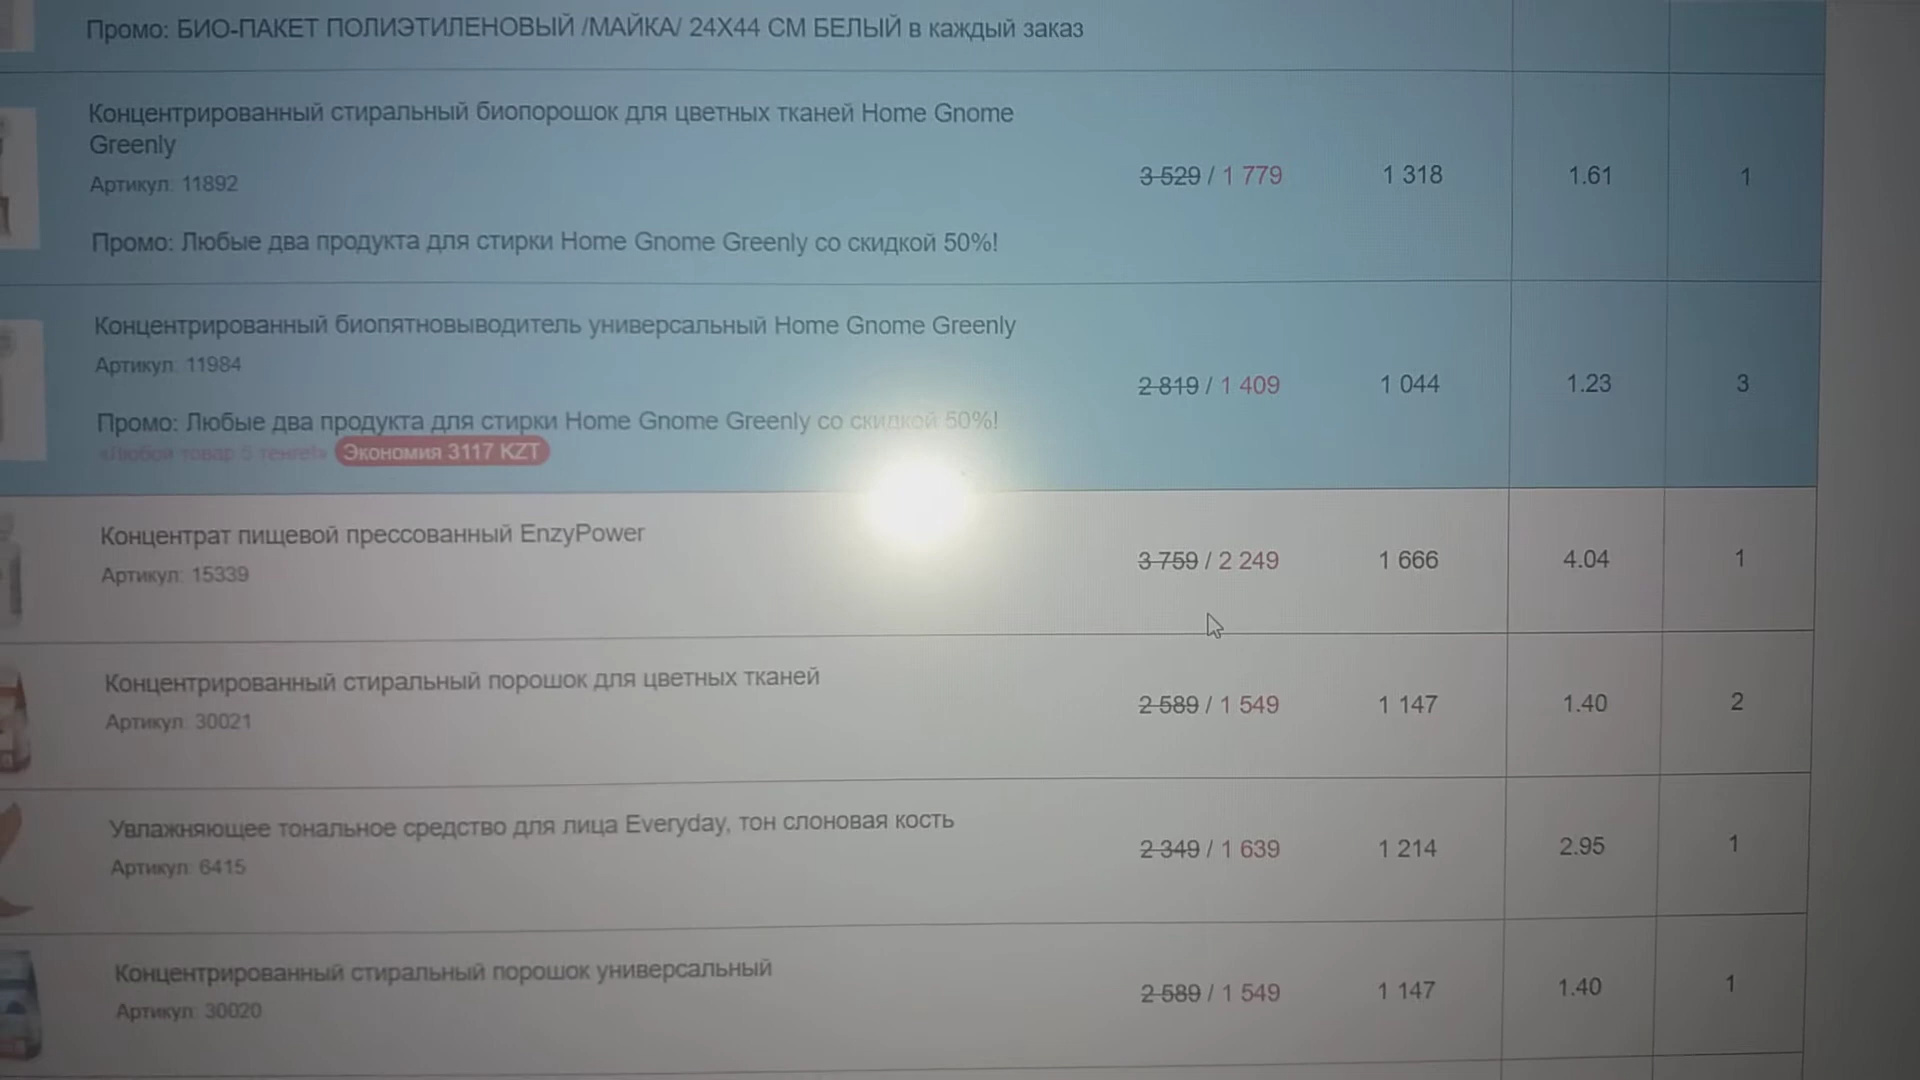 Промо: БИО-ПАКЕТ ПОЛИЭТИЛЕНОВЫЙ /МАЙКА/ 24Х44 СМ БЕЛЫЙ в каждый заказ
Концентрированный стиральный биопорошок для цветных тканей Home Gnome
Greenly
Артикул: 11892
3 529 / 1 779
1 318
1.61
1
Промо: Любые два продукта для стирки Home Gnome Greenly со скидкой 50%!
Концентрированный биопятновыводитель универсальный Home Gnome Greenly
Артикул: 11984
2 819 / 1 409
1 044
1.23
3
Промо: Любые два продукта для стирки Home Gnome Greenly со скидкой 50%!
«Любой товар 5 тенге!» Экономия 3117 KZT
Концентрат пищевой прессованный EnzyPower
Артикул: 15339
3 759 / 2 249
1 666
4.04
1
Концентрированный стиральный порошок для цветных тканей
Артикул: 30021
2 589 / 1 549
1 147
1.40
2
Увлажняющее тональное средство для лица Everyday, тон слоновая кость
Артикул: 6415
2 349 / 1 639
1 214
2.95
1
Концентрированный стиральный порошок универсальный
Артикул: 30020
2 589 / 1 549
1 147
1.40
1